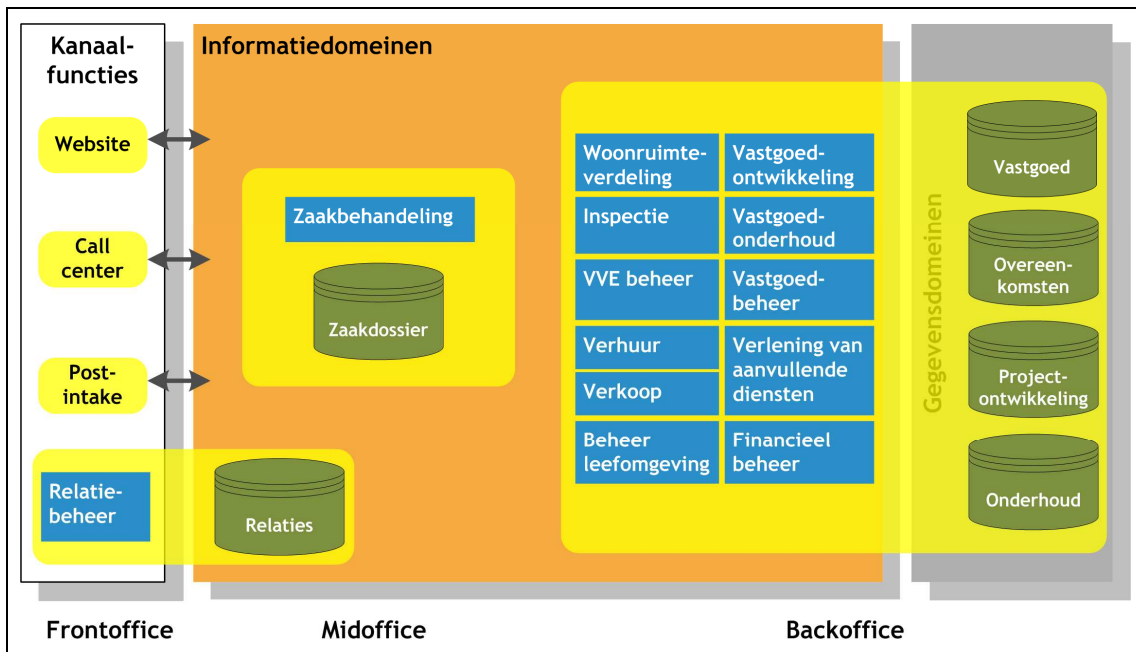 Kanaal-
functies
Website
Call
center
Post-
intake
Relatie-
beheer
Relaties
Informatiedomeinen
Zaakbehandeling
Zaakdossier
Woonruimte-
verdeling
Vastgoed-
ontwikkeling
Inspectie
Vastgoed-
onderhoud
VVE beheer
Vastgoed-
beheer
Verhuur
Verkoop
Verlening van
aanvullende
diensten
Beheer
leefomgeving
Financieel
beheer
Gegevensdomeinen
Vastgoed
Overeen-
komsten
Project-
ontwikkeling
Onderhoud
Frontoffice
Midoffice
Backoffice